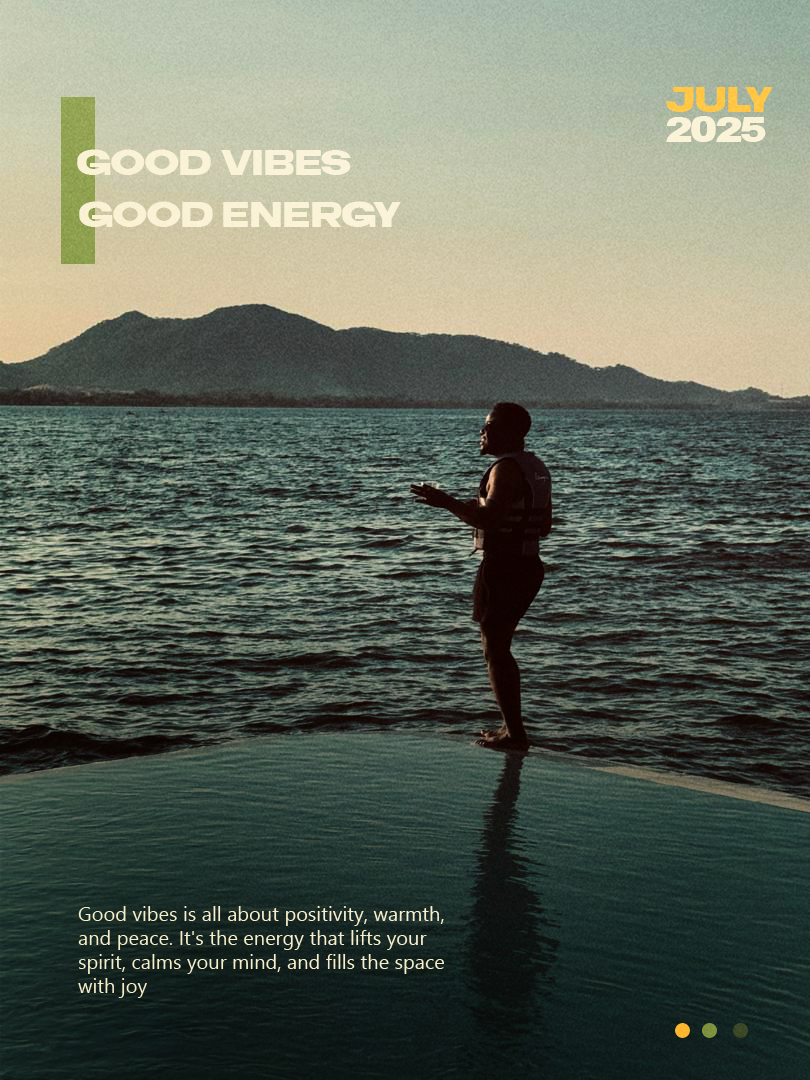 JULY
2025
GOOD VIBES
GOOD ENERGY
Good vibes is all about positivity, warmth,
and peace. It's the energy that lifts your
spirit, calms your mind, and fills the space
with joy